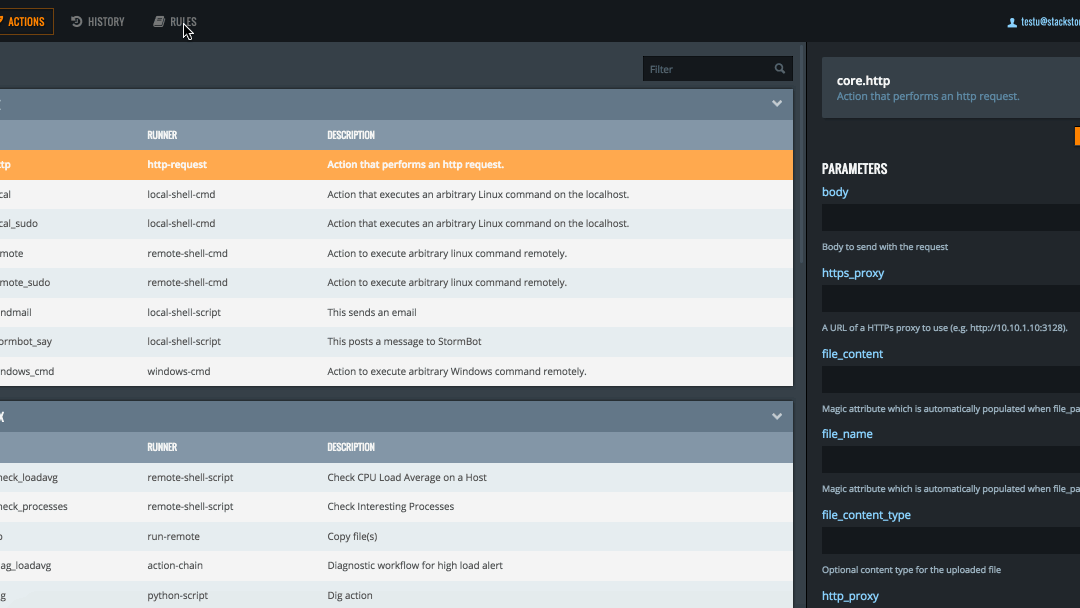 ACTIONS HISTORY RULES testu@stacksto
Filter
RUNNER DESCRIPTION
tp http-request Action that performs an http request.
cal local-shell-cmd Action that executes an arbitrary Linux command on the localhost.
cal_sudo local-shell-cmd Action that executes an arbitrary Linux command on the localhost.
mote remote-shell-cmd Action to execute arbitrary linux command remotely.
mote_sudo remote-shell-cmd Action to execute arbitrary linux command remotely.
ndmail local-shell-script This sends an email
ormbot_say local-shell-script This posts a message to StormBot
ndows_cmd windows-cmd Action to execute arbitrary Windows command remotely.
X
RUNNER DESCRIPTION
heck_loadavg remote-shell-script Check CPU Load Average on a Host
heck_processes remote-shell-script Check Interesting Processes
run-remote Copy file(s)
ag_loadavg action-chain Diagnostic workflow for high load alert
g python-script Dig action
core.http
Action that performs an http request.
PARAMETERS
body
Body to send with the request
https_proxy
A URL of a HTTPs proxy to use (e.g. http://10.10.1.10:3128).
file_content
Magic attribute which is automatically populated when file_pa
file_name
Magic attribute which is automatically populated when file_pa
file_content_type
Optional content type for the uploaded file
http_proxy